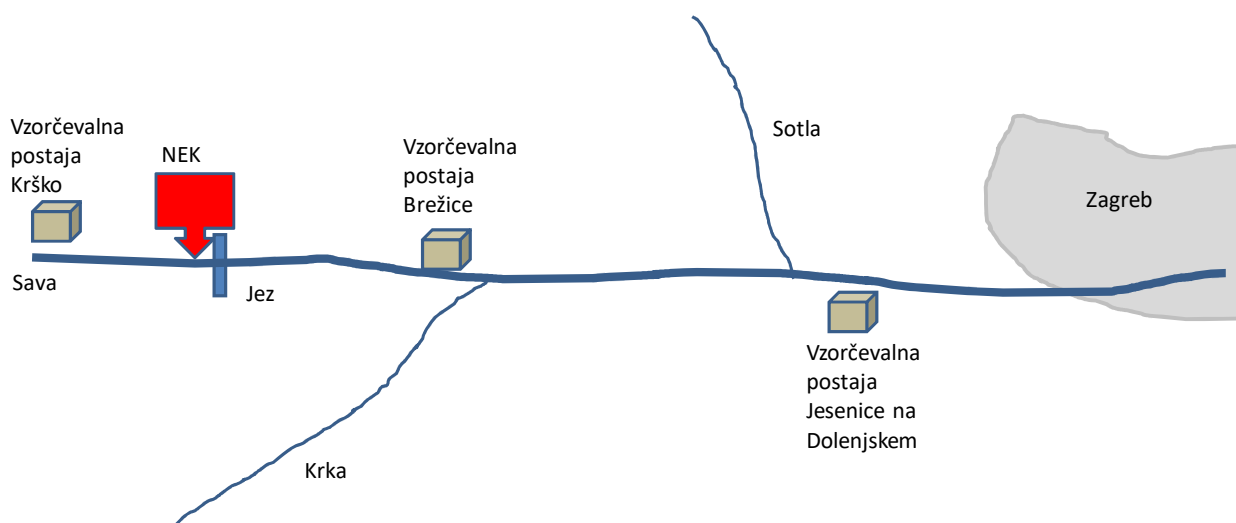 Vzorčevalna
postaja
Krško
NEK
Vzorčevalna
postaja
Brežice
Sotla
Zagreb
Sava
Jez
Vzorčevalna
postaja
Jesenice na
Dolenjskem
Krka